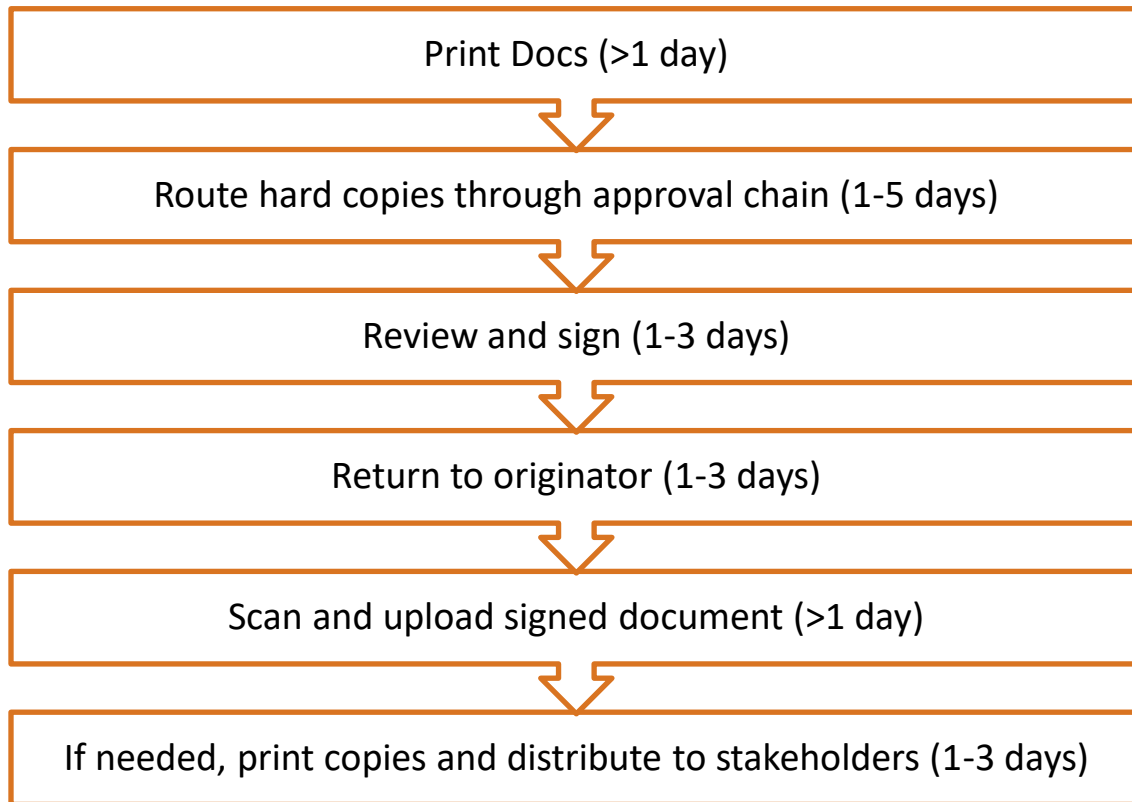 Print Docs (>1 day)
Route hard copies through approval chain (1-5 days)
Review and sign (1-3 days)
Return to originator (1-3 days)
Scan and upload signed document (>1 day)
If needed, print copies and distribute to stakeholders (1-3 days)